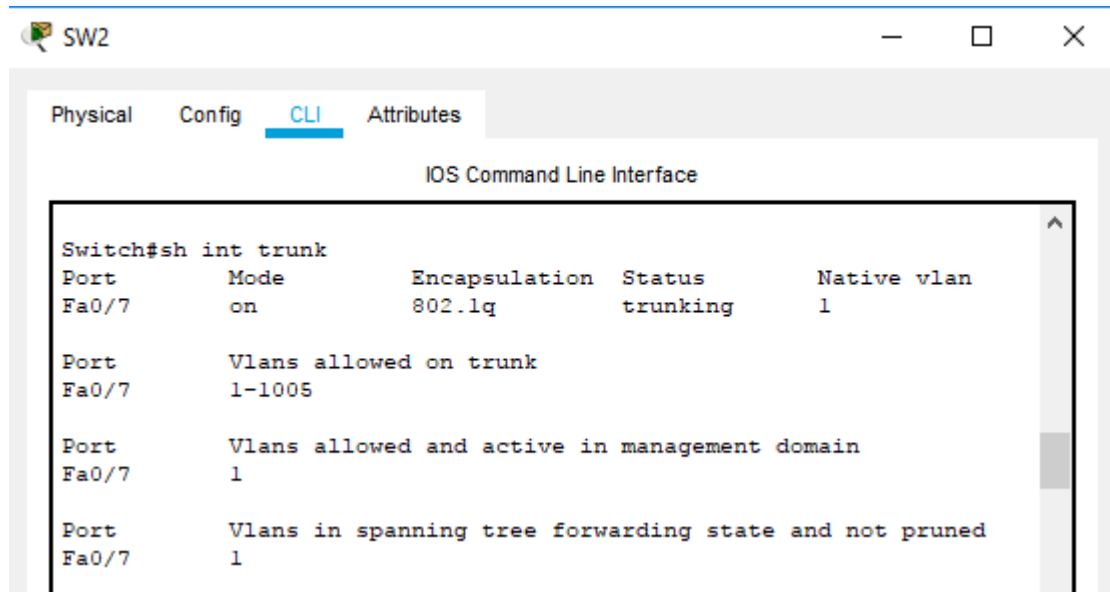 SW2
Physical Config CLI Attributes
IOS Command Line Interface
Switch#sh int trunk
Port Mode Encapsulation Status Native vlan
Fa0/7 on 802.1q trunking 1
Port Vlans allowed on trunk
Fa0/7 1-1005
Port Vlans allowed and active in management domain
Fa0/7 1
Port Vlans in spanning tree forwarding state and not pruned
Fa0/7 1